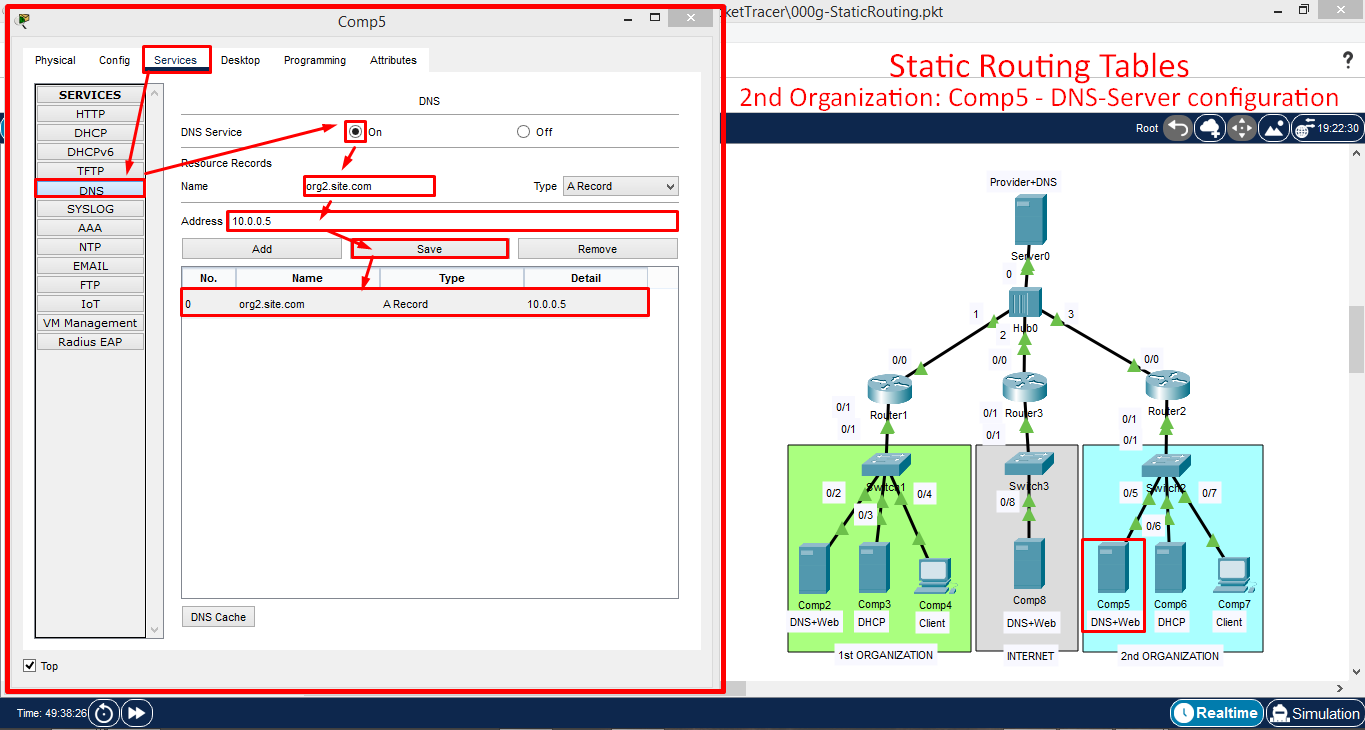 Comp5
ketTracer\000g-StaticRouting.pkt
Physical Config Services Desktop Programming Attributes
Static Routing Tables
2nd Organization: Comp5 - DNS-Server configuration
?
SERVICES
HTTP
DHCP
DHCPv6
TFTP
DNS
SYSLOG
AAA
NTP
EMAIL
FTP
IoT
VM Management
Radius EAP
DNS
DNS Service On Off
Resource Records
Name org2.site.com Type A Record
Address 10.0.0.5
Add Save Remove
No. Name Type Detail
0 org2.site.com A Record 10.0.0.5
DNS Cache
Top
Root 19:22:30
Provider+DNS
Server0
0
Hub0
1
2
3
0/0
0/0
0/0
Router1
Router3
Router2
0/1
0/1
0/1
0/1
0/1
0/1
Switch1
Switch3
Switch2
0/2
0/3
0/4
0/8
0/5
0/6
0/7
Comp2
DNS+Web
Comp3
DHCP
Comp4
Client
Comp8
DNS+Web
Comp5
DNS+Web
Comp6
DHCP
Comp7
Client
1st ORGANIZATION
INTERNET
2nd ORGANIZATION
Time: 49:38:26
Realtime Simulation